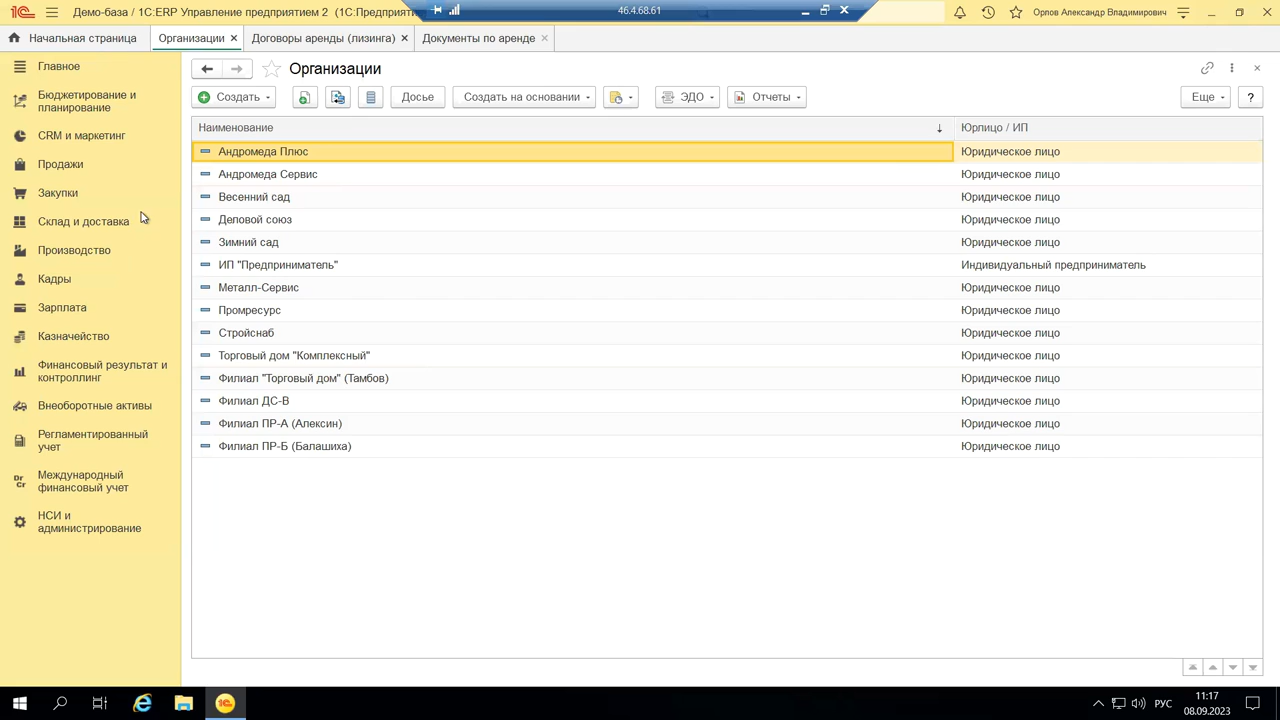 Демо-база / 1С:ERP Управление предприятием 2 (1С:Предприяти
46.4.68.61
Орлов Александр Владимирович
Начальная страница
Организации
Договоры аренды (лизинга)
Документы по аренде
Главное
Бюджетирование и
планирование
CRM и маркетинг
Продажи
Закупки
Склад и доставка
Производство
Кадры
Зарплата
Казначейство
Финансовый результат и
контроллинг
Внеоборотные активы
Регламентированный
учет
Международный
финансовый учет
НСИ и
администрирование
Организации
Создать
Досье
Создать на основании
ЭДО
Отчеты
Еще
?
Наименование ↓ Юрлицо / ИП
Андромеда Плюс Юридическое лицо
Андромеда Сервис Юридическое лицо
Весенний сад Юридическое лицо
Деловой союз Юридическое лицо
Зимний сад Юридическое лицо
ИП "Предприниматель" Индивидуальный предприниматель
Металл-Сервис Юридическое лицо
Промресурс Юридическое лицо
Стройснаб Юридическое лицо
Торговый дом "Комплексный" Юридическое лицо
Филиал "Торговый дом" (Тамбов) Юридическое лицо
Филиал ДС-В Юридическое лицо
Филиал ПР-А (Алексин) Юридическое лицо
Филиал ПР-Б (Балашиха) Юридическое лицо
РУС
11:17
08.09.2023